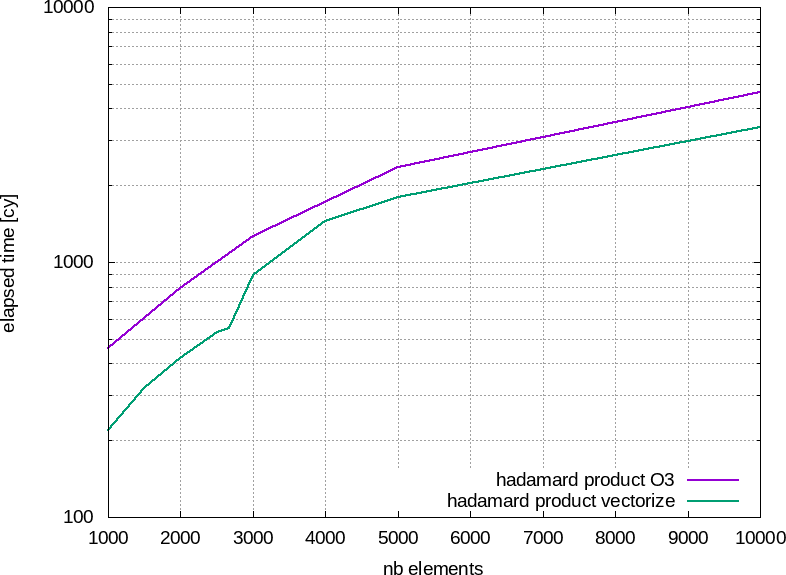 10000
1000
100
elapsed time [cy]
hadamard product O3
hadamard product vectorize
1000 2000 3000 4000 5000 6000 7000 8000 9000 10000
nb elements